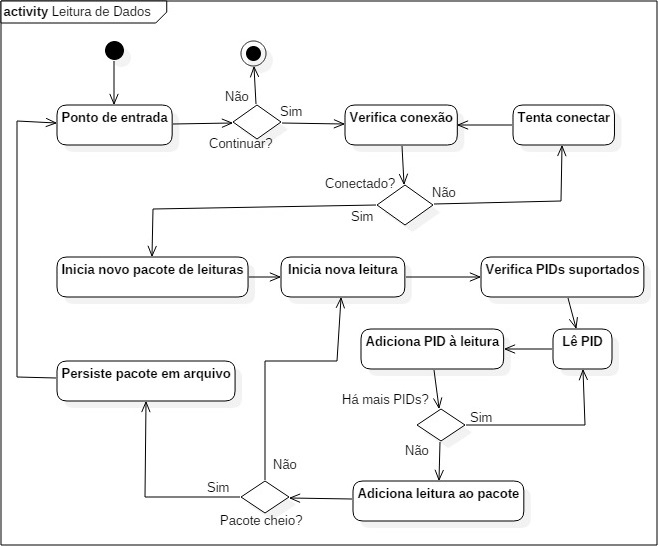 activity Leitura de Dados
Não
Sim
Ponto de entrada
Continuar?
Verifica conexão
Tenta conectar
Conectado?
Sim
Não
Inicia novo pacote de leituras
Inicia nova leitura
Verifica PIDs suportados
Adiciona PID à leitura
Lê PID
Persiste pacote em arquivo
Há mais PIDs?
Sim
Não
Não
Sim
Pacote cheio?
Adiciona leitura ao pacote